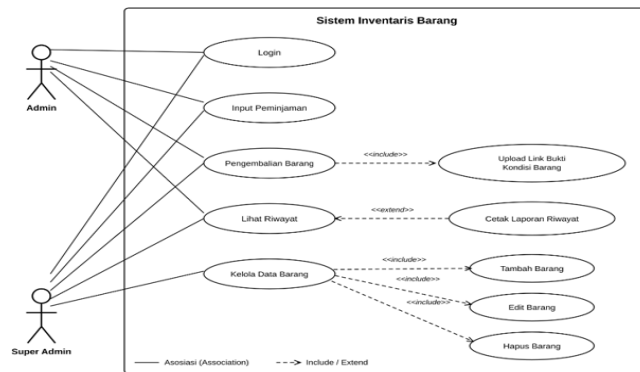 Sistem Inventaris Barang
Login
Admin
Input Peminjaman
Pengembalian Barang
<<include>>
Upload Link Bukti
Kondisi Barang
Lihat Riwayat
<<extend>>
Cetak Laporan Riwayat
Kelola Data Barang
<<include>>
Tambah Barang
<<include>>
Edit Barang
<<include>>
Hapus Barang
Super Admin
Asosiasi (Association)
Include / Extend